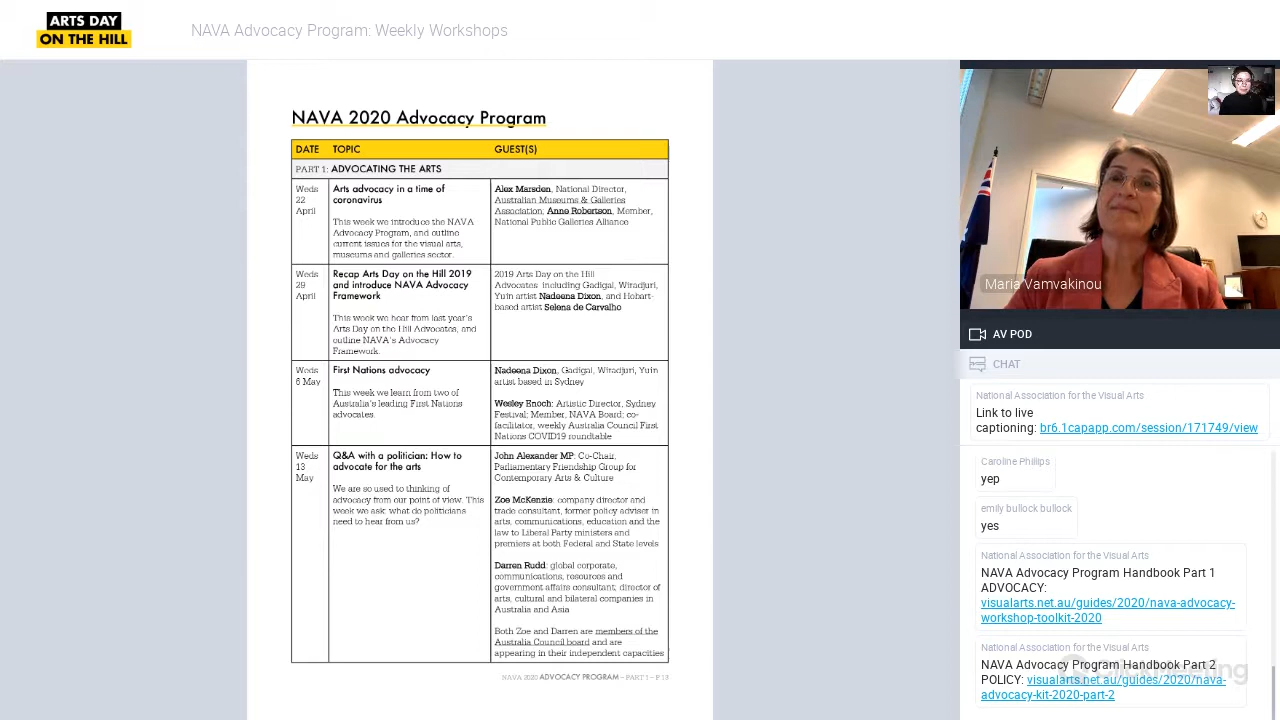 ARTS DAY
ON THE HILL
NAVA Advocacy Program: Weekly Workshops
NAVA 2020 Advocacy Program
DATE TOPIC GUEST(S)
PART 1: ADVOCATING THE ARTS
Weds
22
April
Arts advocacy in a time of
coronavirus
This week we introduce the NAVA
Advocacy Program, and outline
current issues for the visual arts,
museums and galleries sector.
Alex Marsden, National Director,
Australian Museums & Galleries
Association; Anne Robertson, Member,
National Public Galleries Alliance
Weds
29
April
Recap Arts Day on the Hill 2019
and introduce NAVA Advocacy
Framework
This week we hear from last year's
Arts Day on the Hill Advocates, and
outline NAVA's Advocacy
Framework.
2019 Arts Day on the Hill
Advocates including Gadigal, Wiradjuri,
Yuin artist Nadeena Dixon, and Hobart-
based artist Selena de Carvalho
Weds
6 May
First Nations advocacy
This week we learn from two of
Australia's leading First Nations
advocates.
Nadeena Dixon, Gadigal, Wiradjuri, Yuin
artist based in Sydney
Wesley Enoch: Artistic Director, Sydney
Festival; Member, NAVA Board; co-
facilitator, weekly Australia Council First
Nations COVID19 roundtable
Weds
13
May
Q&A with a politician: How to
advocate for the arts
We are so used to thinking of
advocacy from our point of view. This
week we ask: what do politicians
need to hear from us?
John Alexander MP: Co-Chair,
Parliamentary Friendship Group for
Contemporary Arts & Culture
Zoe McKenzie: company director and
trade consultant, former policy adviser in
arts, communications, education and the
law to Liberal Party ministers and
premiers at both Federal and State levels
Darren Rudd: global corporate,
communications, resources and
government affairs consultant; director of
arts, cultural and bilateral companies in
Australia and Asia
Both Zoe and Darren are members of the
Australia Council board and are
appearing in their independent capacities
NAVA 2020 ADVOCACY PROGRAM – PART 1 – P 13
Maria Vamvakinou
AV POD
CHAT
National Association for the Visual Arts
Link to live
captioning: br6.1capapp.com/session/171749/view
Caroline Phillips
yep
emily bullock bullock
yes
National Association for the Visual Arts
NAVA Advocacy Program Handbook Part 1
ADVOCACY:
visualarts.net.au/guides/2020/nava-advocacy-
workshop-toolkit-2020
National Association for the Visual Arts
NAVA Advocacy Program Handbook Part 2
POLICY: visualarts.net.au/guides/2020/nava-
advocacy-kit-2020-part-2
ClickMeeting